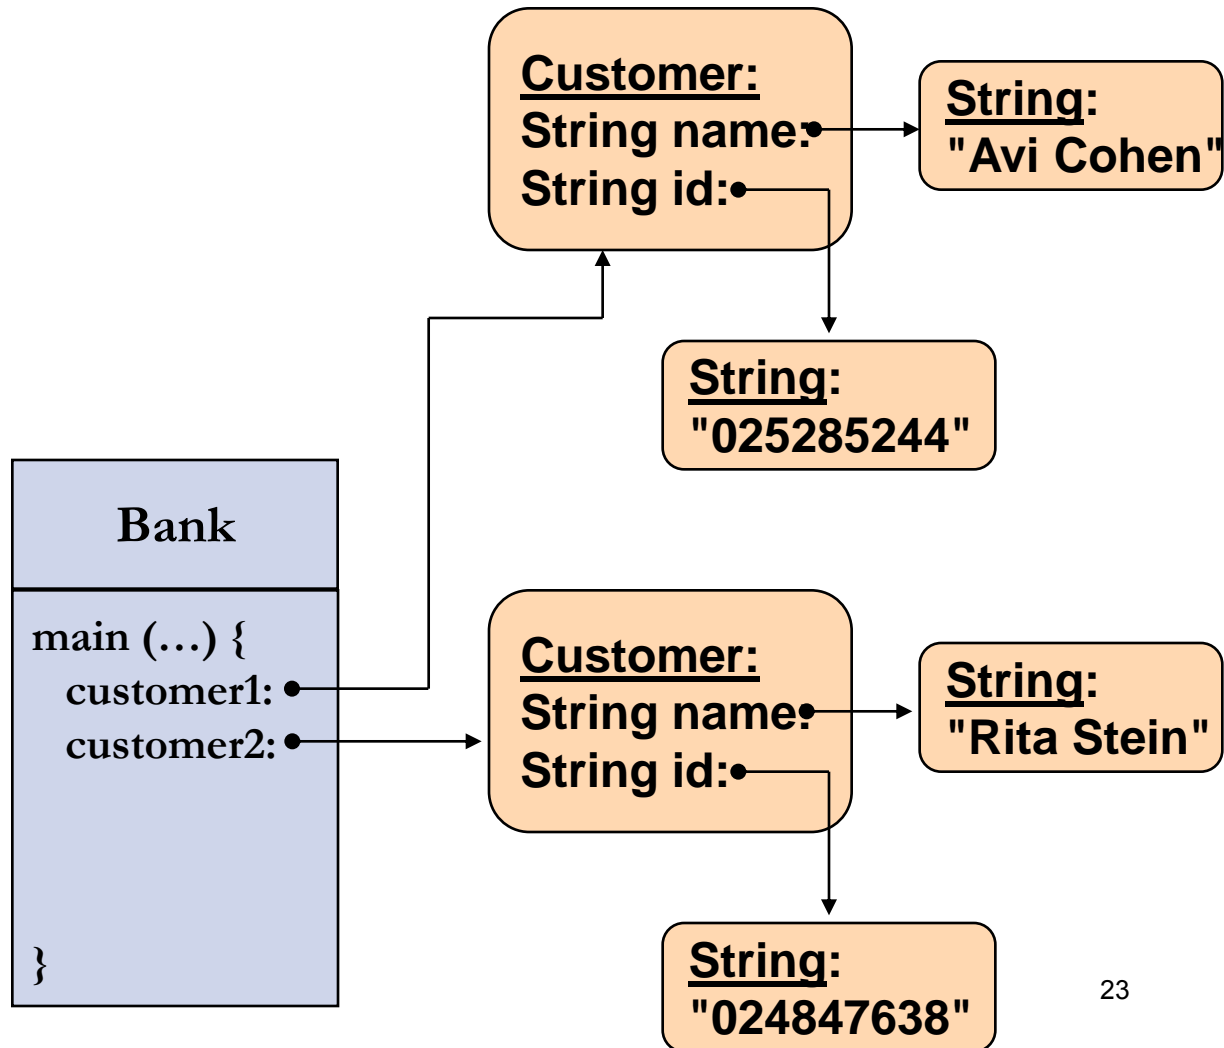 Customer:
String name:
String id:
String:
"Avi Cohen"
String:
"025285244"
Bank
main (…) {
customer1:
customer2:
}
Customer:
String name:
String id:
String:
"Rita Stein"
String:
"024847638"
23